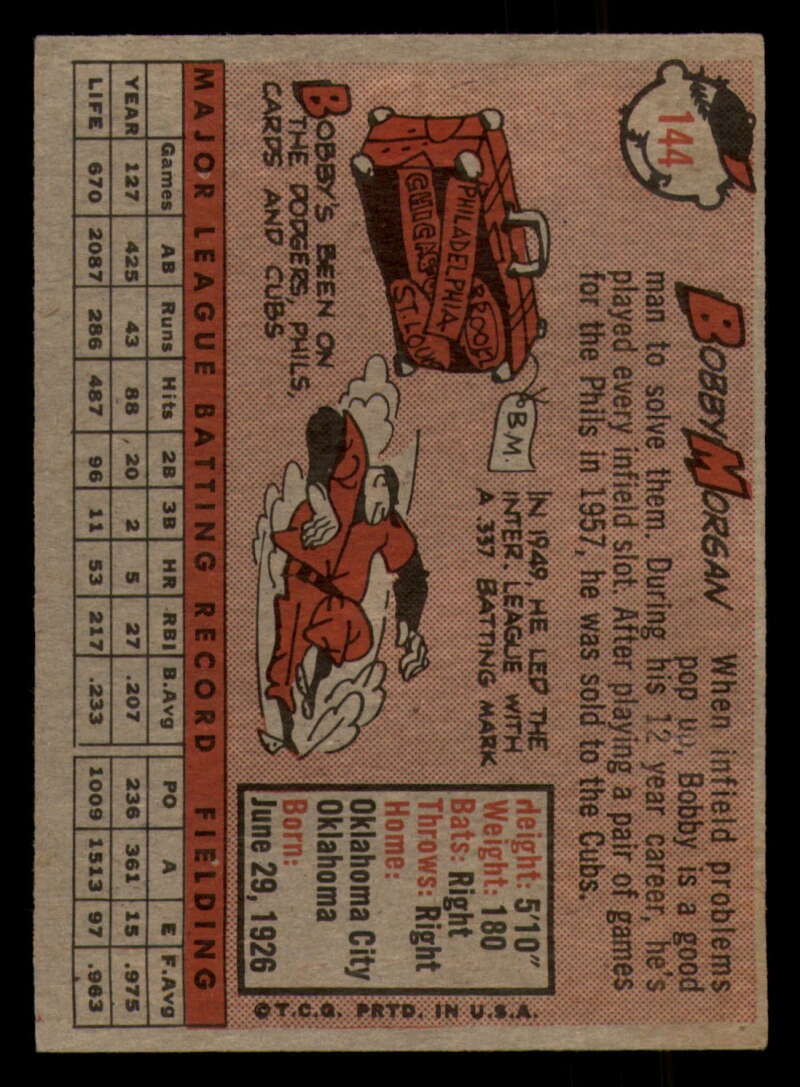 144
BOBBY MORGAN
When infield problems
pop up, Bobby is a good
man to solve them. During his 12 year career, he's
played every infield slot. After playing a pair of games
for the Phils in 1957, he was sold to the Cubs.
PHILADELPHIA
BROOK
CHICAG
ST. LOUI
B.M.
BOBBY'S BEEN ON
THE DODGERS, PHILS,
CARDS AND CUBS
IN 1949, HE LED THE
INTER. LEAGUE WITH
A .337 BATTING MARK
Height: 5'10"
Weight: 180
Bats: Right
Throws: Right
Home:
Oklahoma City
Oklahoma
Born:
June 29, 1926
©T.C.G. PRTD. IN U.S.A.
MAJOR LEAGUE BATTING RECORD FIELDING
Games AB Runs Hits 2B 3B HR RBI B.Avg PO A E F.Avg
YEAR 127 425 43 88 20 2 5 27 .207 236 361 15 .975
LIFE 670 2087 286 487 96 11 53 217 .233 1009 1513 97 .963